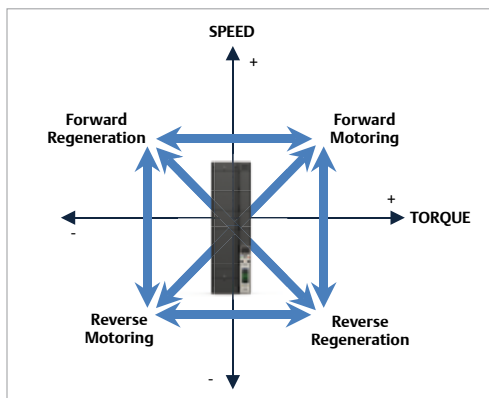 SPEED
+
Forward
Regeneration
Forward
Motoring
+
-
TORQUE
Reverse
Motoring
Reverse
Regeneration
-